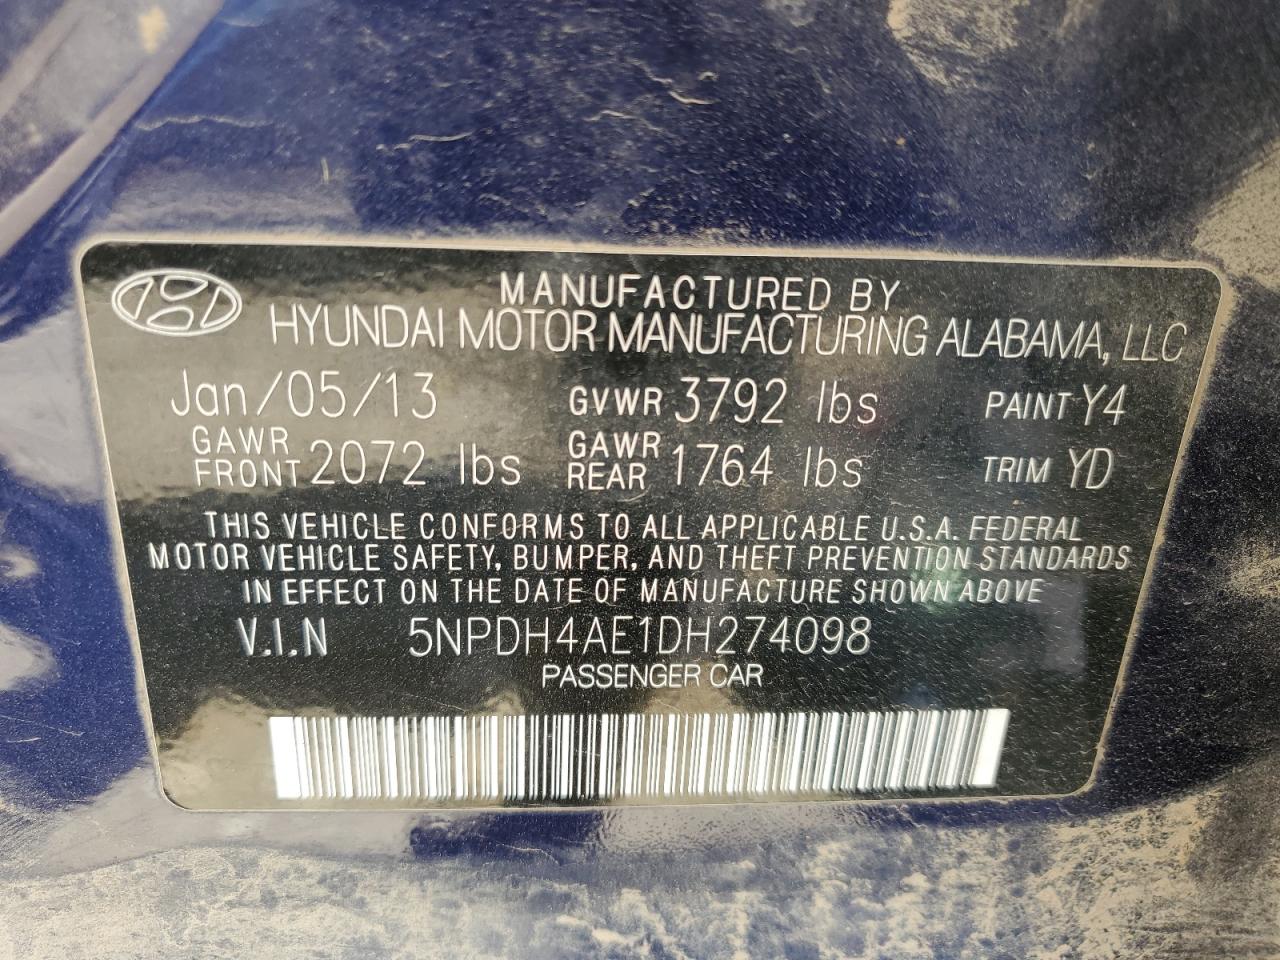 MANUFACTURED BY
HYUNDAI MOTOR MANUFACTURING ALABAMA, LLC
Jan/05/13 GVWR 3792 lbs PAINT Y4
GAWR FRONT 2072 lbs GAWR REAR 1764 lbs TRIM YD
THIS VEHICLE CONFORMS TO ALL APPLICABLE U.S.A. FEDERAL
MOTOR VEHICLE SAFETY, BUMPER, AND THEFT PREVENTION STANDARDS
IN EFFECT ON THE DATE OF MANUFACTURE SHOWN ABOVE
V.I.N 5NPDH4AE1DH274098
PASSENGER CAR